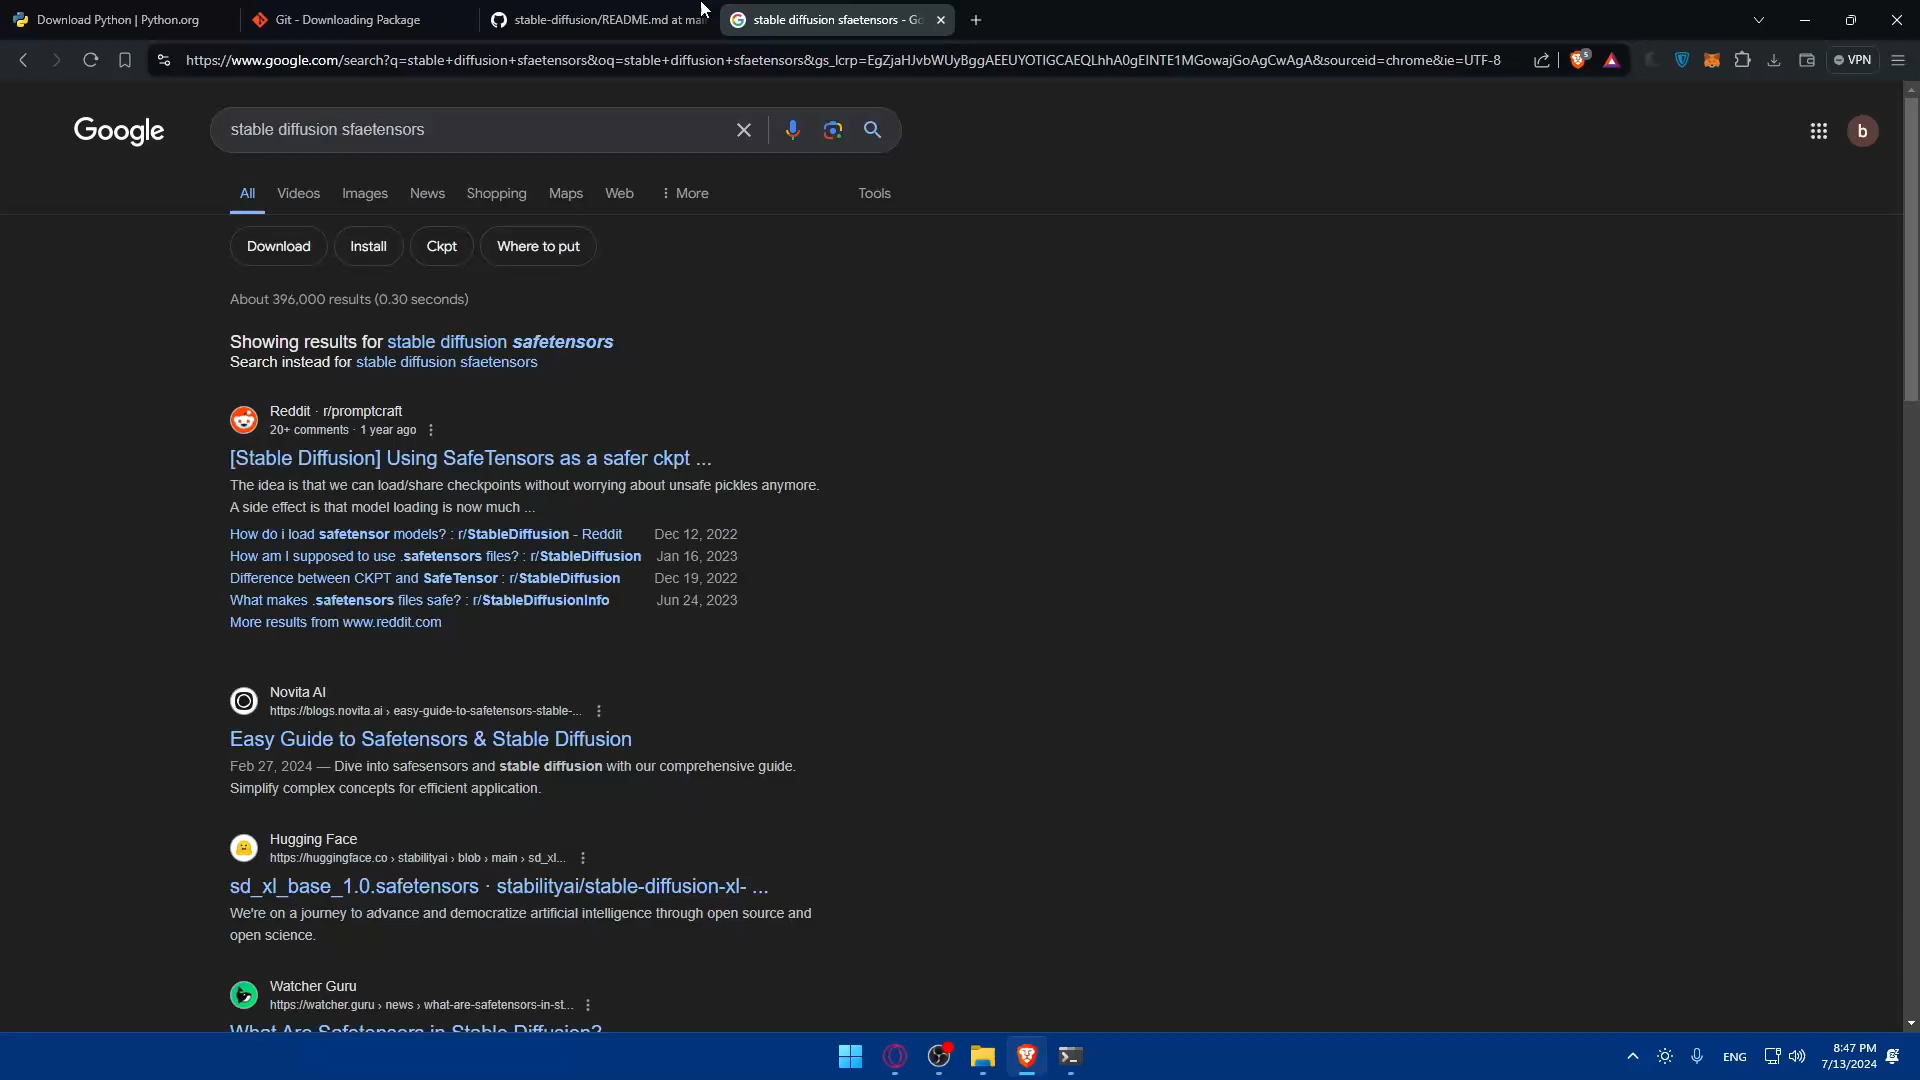 Download Python | Python.org
Git - Downloading Package
stable-diffusion/README.md at mai
stable diffusion sfaetensors - Go
https://www.google.com/search?q=stable+diffusion+sfaetensors&oq=stable+diffusion+sfaetensors&gs_lcrp=EgZjaHJvbWUyBggAEEUYOTIGCAEQLhhA0gEINTE1MGowajGoAgCwAgA&sourceid=chrome&ie=UTF-8
5
VPN
Google
stable diffusion sfaetensors
b
All
Videos
Images
News
Shopping
Maps
Web
More
Tools
Download
Install
Ckpt
Where to put
About 396,000 results (0.30 seconds)
Showing results for stable diffusion safetensors
Search instead for stable diffusion sfaetensors
Reddit · r/promptcraft
20+ comments · 1 year ago
[Stable Diffusion] Using SafeTensors as a safer ckpt ...
The idea is that we can load/share checkpoints without worrying about unsafe pickles anymore.
A side effect is that model loading is now much ...
How do i load safetensor models? : r/StableDiffusion - Reddit Dec 12, 2022
How am I supposed to use .safetensors files? : r/StableDiffusion Jan 16, 2023
Difference between CKPT and SafeTensor : r/StableDiffusion Dec 19, 2022
What makes .safetensors files safe? : r/StableDiffusionInfo Jun 24, 2023
More results from www.reddit.com
Novita AI
https://blogs.novita.ai › easy-guide-to-safetensors-stable-...
Easy Guide to Safetensors & Stable Diffusion
Feb 27, 2024 — Dive into safesensors and stable diffusion with our comprehensive guide.
Simplify complex concepts for efficient application.
Hugging Face
https://huggingface.co › stabilityai › blob › main › sd_xl...
sd_xl_base_1.0.safetensors · stabilityai/stable-diffusion-xl- ...
We're on a journey to advance and democratize artificial intelligence through open source and
open science.
Watcher Guru
https://watcher.guru › news › what-are-safetensors-in-st...
What Are Safetensors in Stable Diffusion?
ENG
8:47 PM
7/13/2024